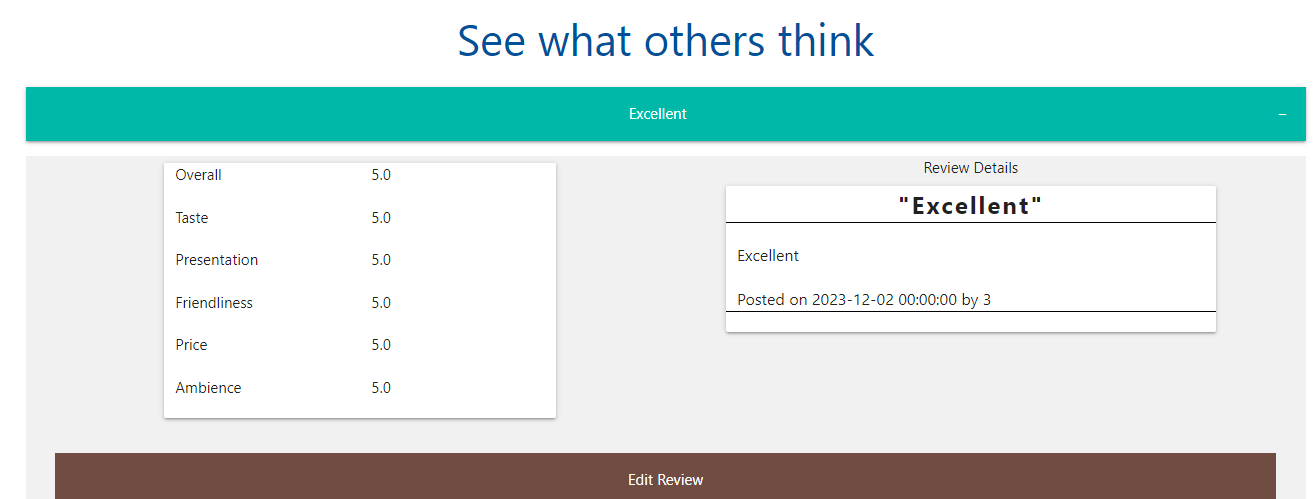 See what others think
Excellent −
Overall 5.0
Taste 5.0
Presentation 5.0
Friendliness 5.0
Price 5.0
Ambience 5.0
Review Details
"Excellent"
Excellent
Posted on 2023-12-02 00:00:00 by 3
Edit Review